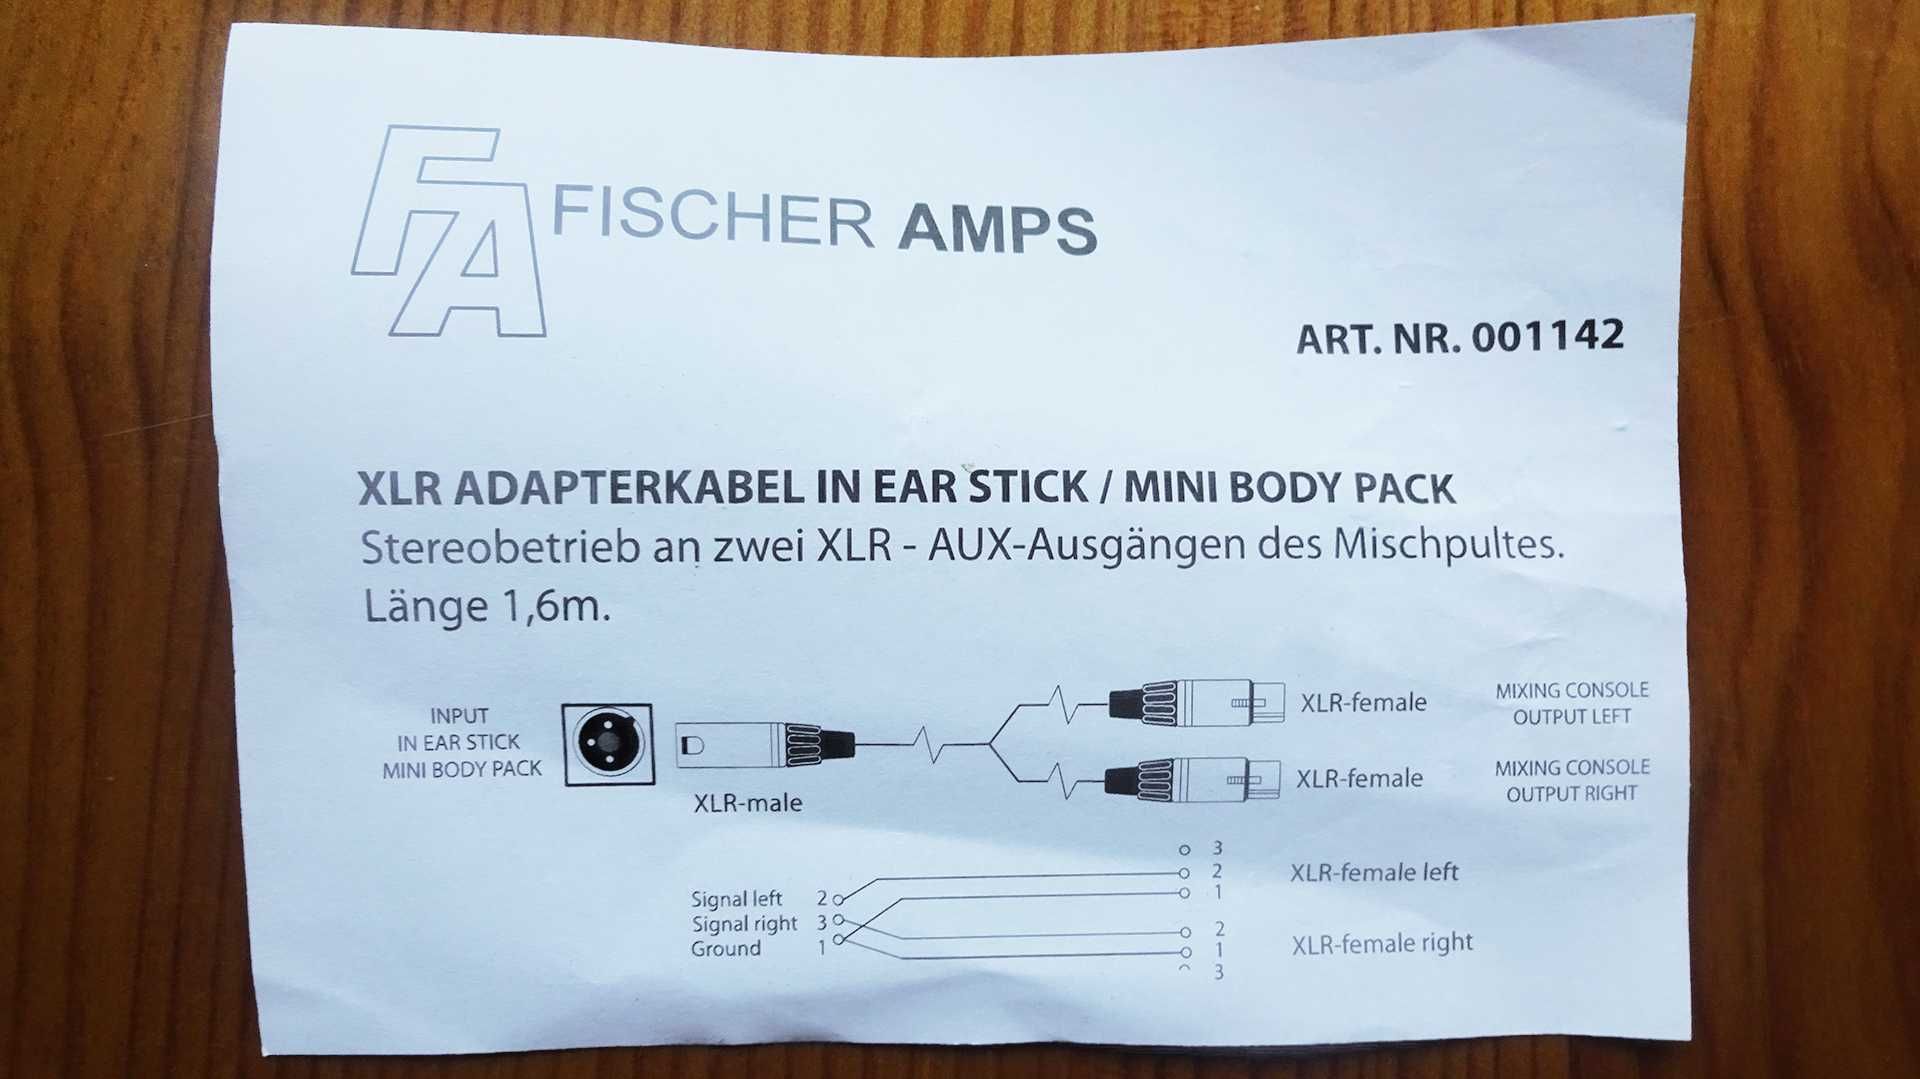 FA FISCHER AMPS
ART. NR. 001142
XLR ADAPTERKABEL IN EAR STICK / MINI BODY PACK
Stereobetrieb an zwei XLR - AUX-Ausgängen des Mischpultes.
Länge 1,6m.
INPUT
IN EAR STICK
MINI BODY PACK
XLR-male
XLR-female
MIXING CONSOLE
OUTPUT LEFT
XLR-female
MIXING CONSOLE
OUTPUT RIGHT
Signal left 2
Signal right 3
Ground 1
3
2
1
XLR-female left
2
1
3
XLR-female right